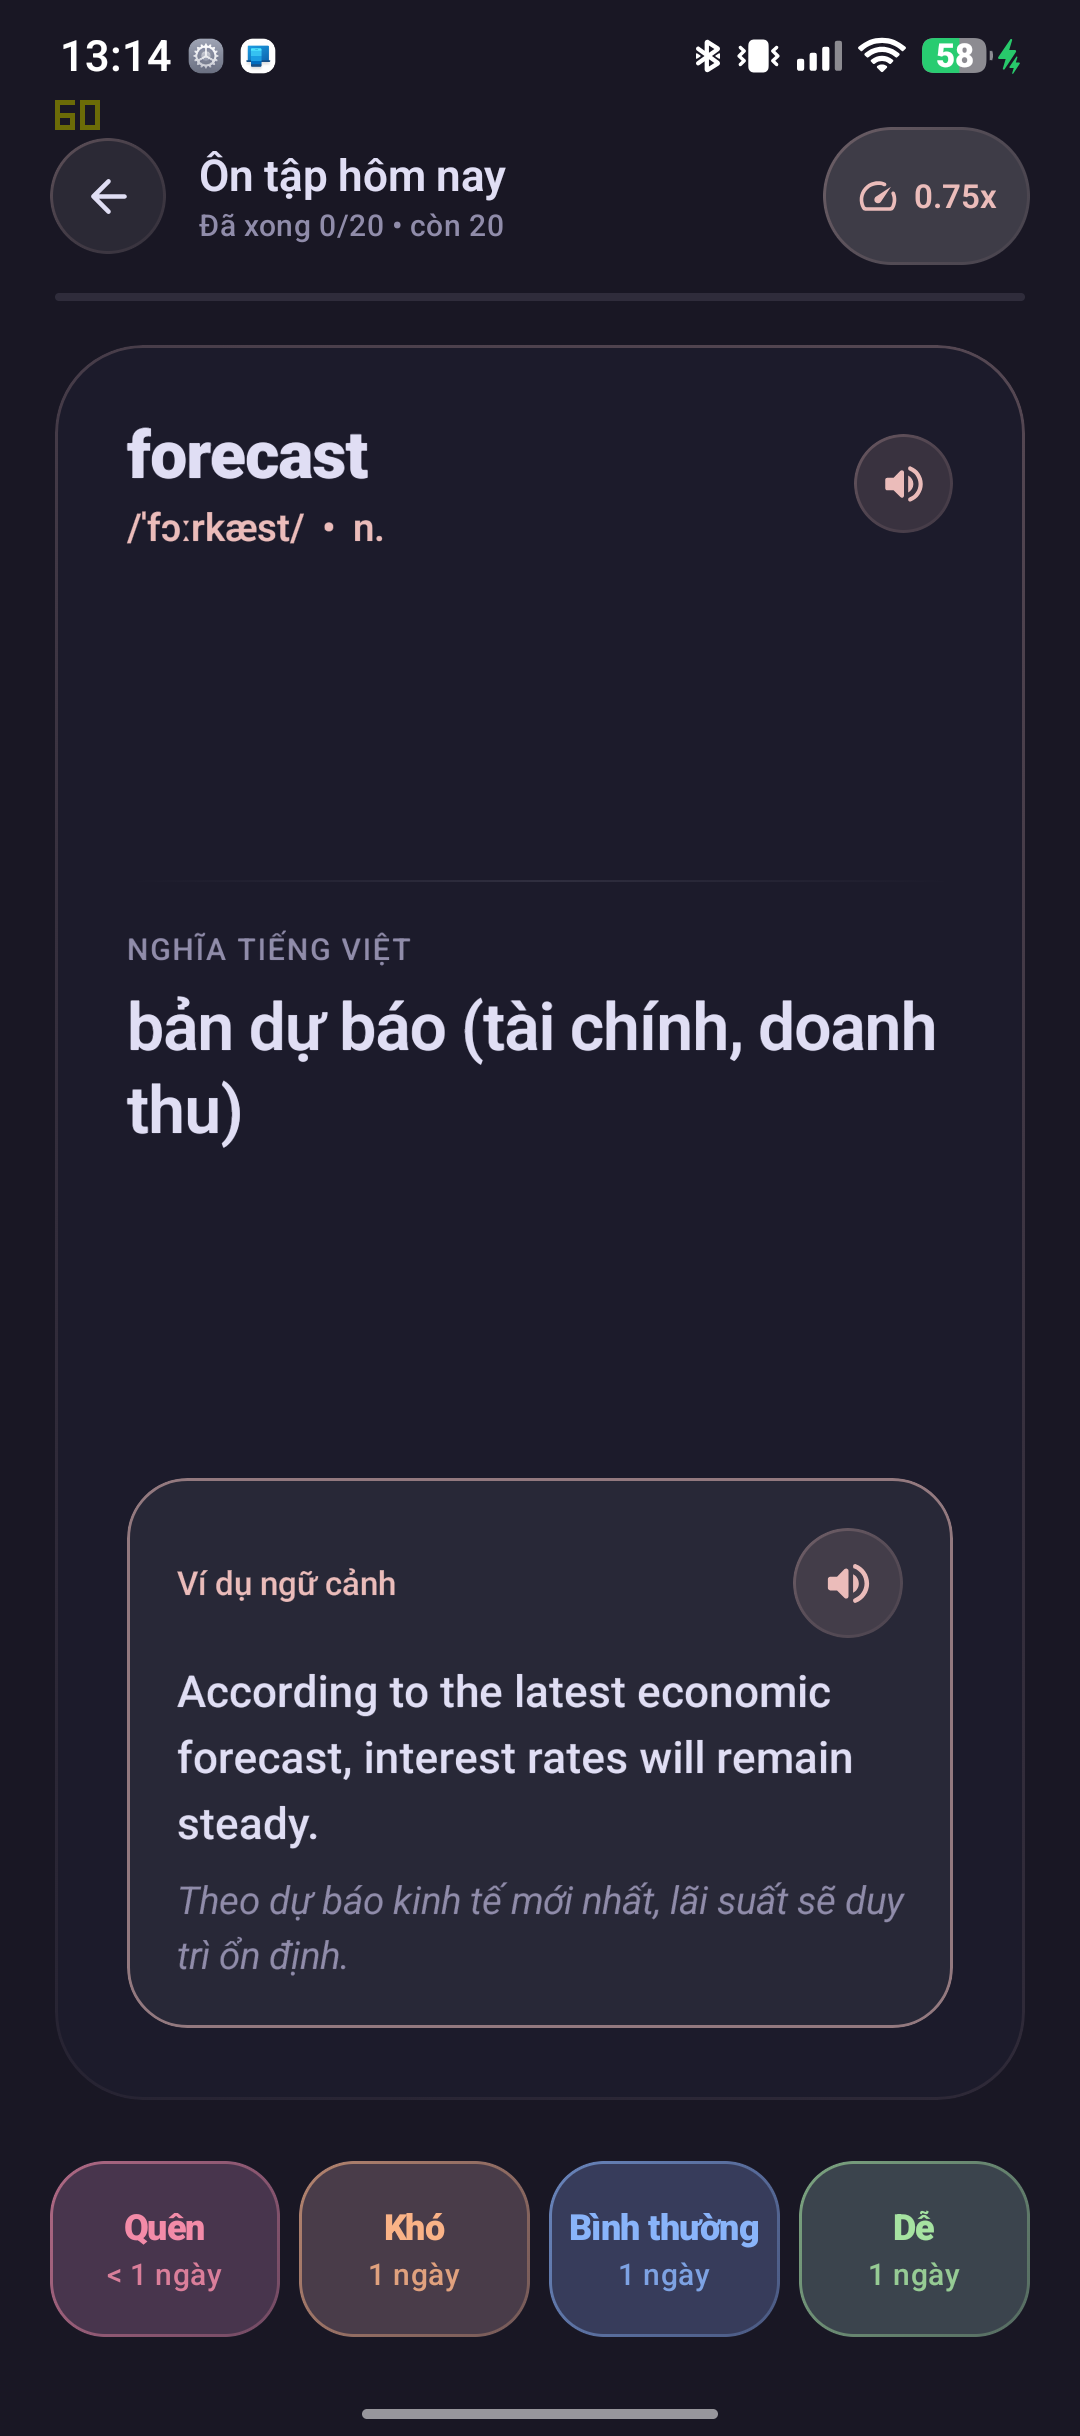 13:14
58
60
Ôn tập hôm nay
Đã xong 0/20 • còn 20
0.75x
forecast
/ˈfɔːrkæst/ • n.
NGHĨA TIẾNG VIỆT
bản dự báo (tài chính, doanh
thu)
Ví dụ ngữ cảnh
According to the latest economic
forecast, interest rates will remain
steady.
Theo dự báo kinh tế mới nhất, lãi suất sẽ duy
trì ổn định.
Quên
< 1 ngày
Khó
1 ngày
Bình thường
1 ngày
Dễ
1 ngày